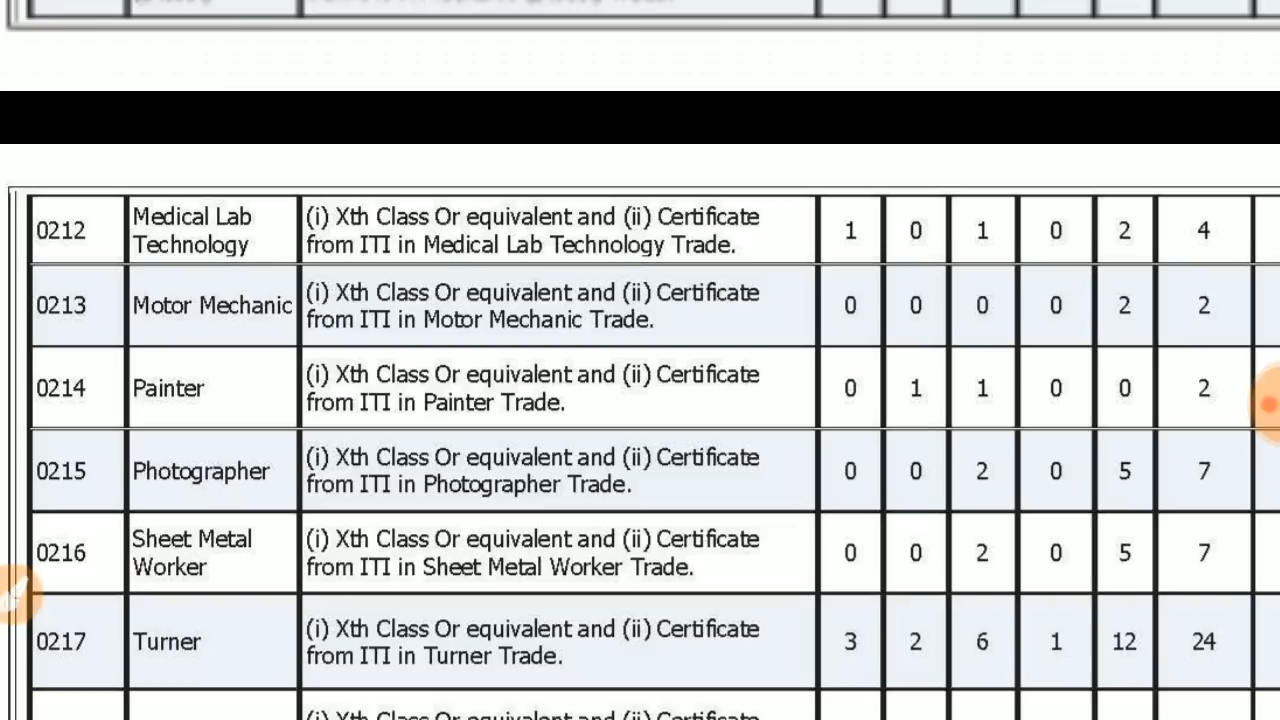 0212 Medical Lab Technology (i) Xth Class Or equivalent and (ii) Certificate from ITI in Medical Lab Technology Trade. 1 0 1 0 2 4
0213 Motor Mechanic (i) Xth Class Or equivalent and (ii) Certificate from ITI in Motor Mechanic Trade. 0 0 0 0 2 2
0214 Painter (i) Xth Class Or equivalent and (ii) Certificate from ITI in Painter Trade. 0 1 1 0 0 2
0215 Photographer (i) Xth Class Or equivalent and (ii) Certificate from ITI in Photographer Trade. 0 0 2 0 5 7
0216 Sheet Metal Worker (i) Xth Class Or equivalent and (ii) Certificate from ITI in Sheet Metal Worker Trade. 0 0 2 0 5 7
0217 Turner (i) Xth Class Or equivalent and (ii) Certificate from ITI in Turner Trade. 3 2 6 1 12 24
(i) Xth Class Or equivalent and (ii) Certificate